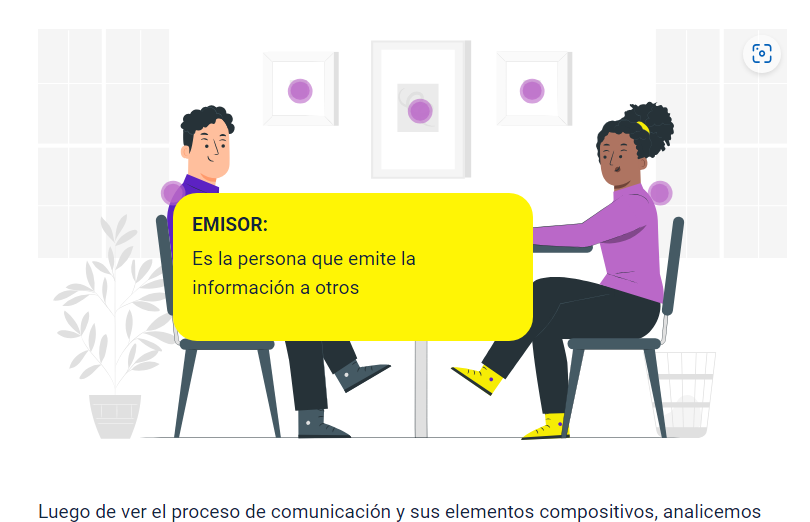 EMISOR:
Es la persona que emite la
información a otros
Luego de ver el proceso de comunicación y sus elementos compositivos, analicemos